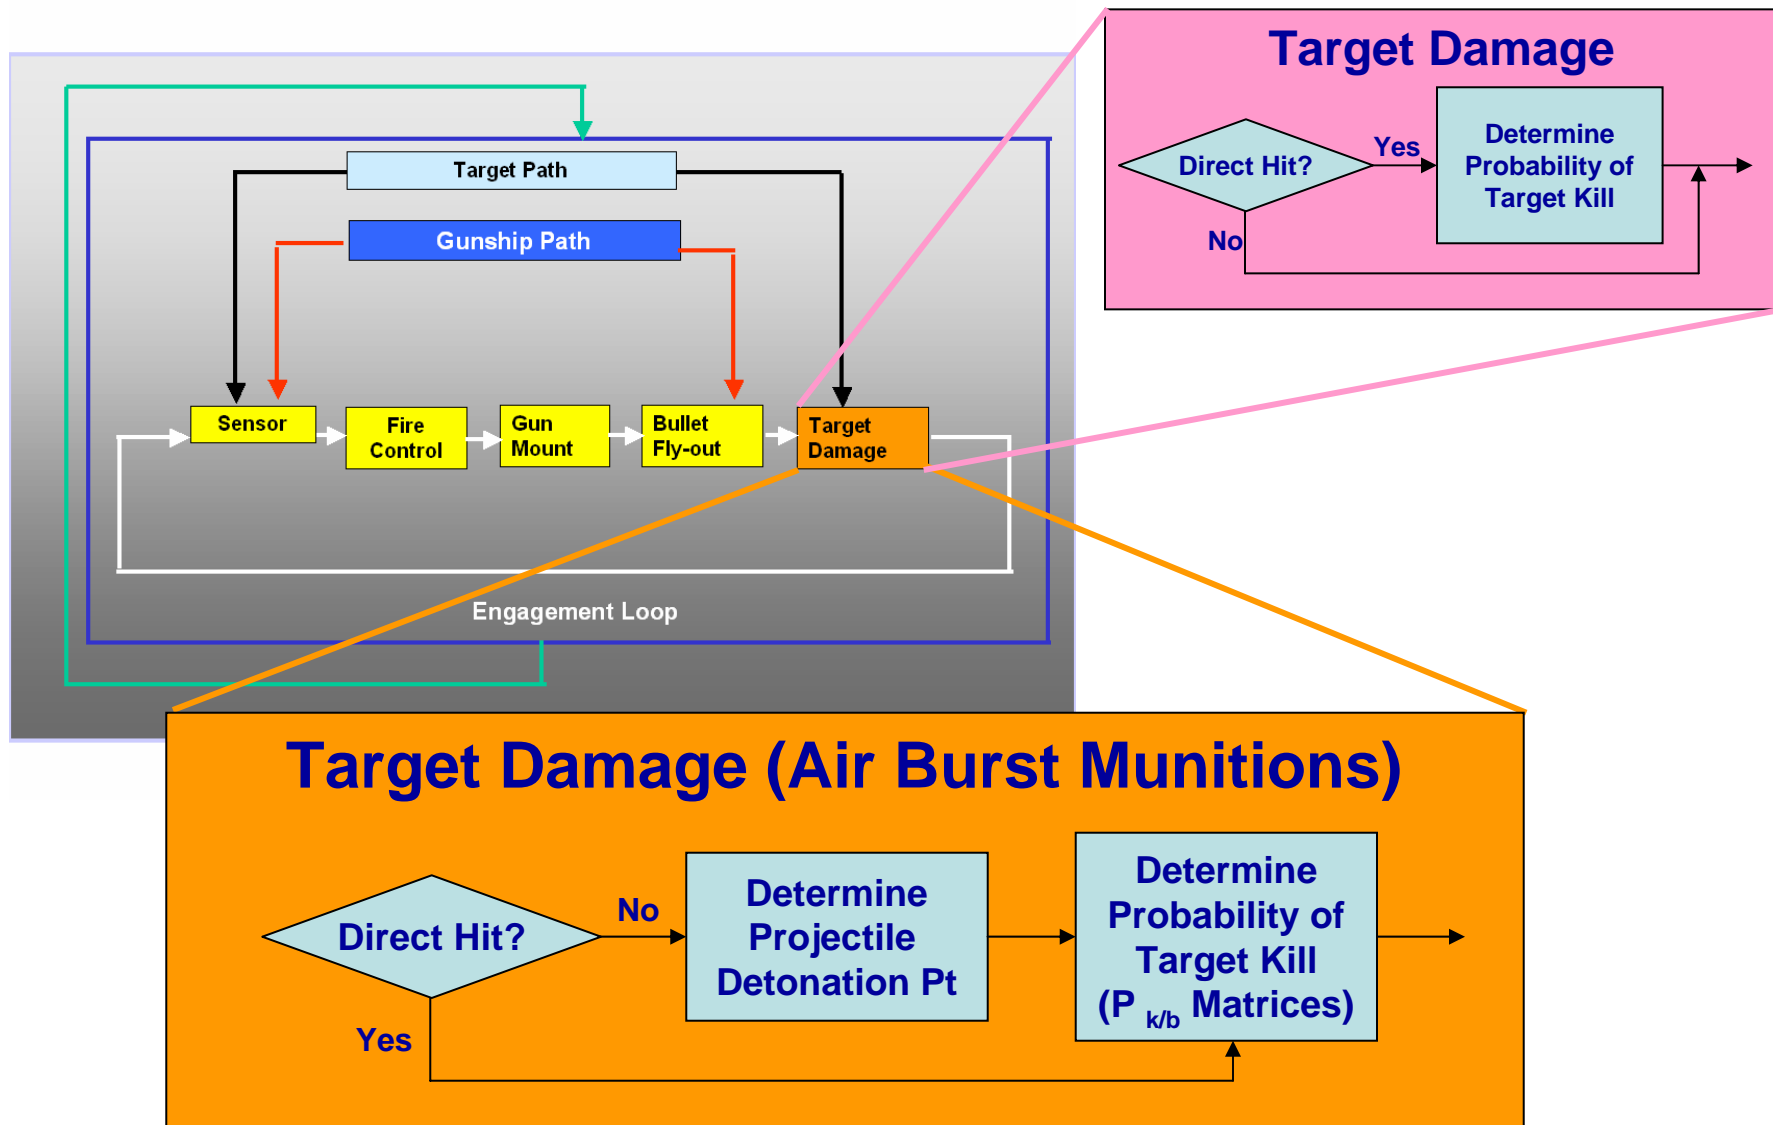 Target Damage
Direct Hit?
Yes
Determine
Probability of
Target Kill
No
Target Path
Gunship Path
Sensor
Fire
Control
Gun
Mount
Bullet
Fly-out
Target
Damage
Engagement Loop
Target Damage (Air Burst Munitions)
Direct Hit?
No
Determine
Projectile
Detonation Pt
Determine
Probability of
Target Kill
(P k/b Matrices)
Yes